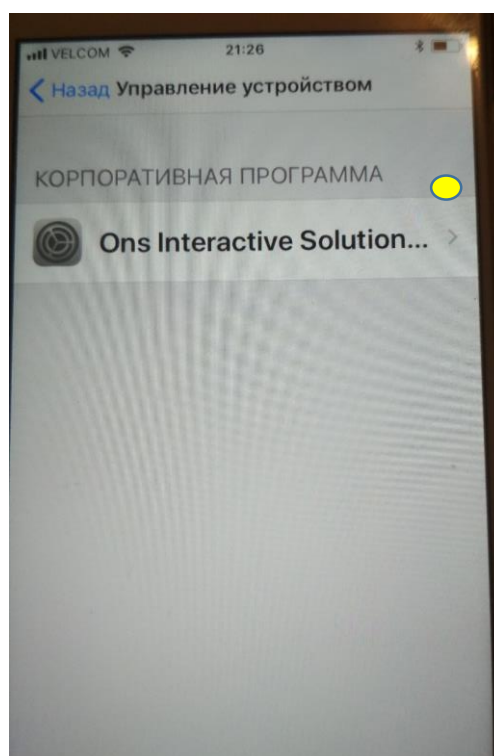 VELCOM 21:26
Назад Управление устройством
КОРПОРАТИВНАЯ ПРОГРАММА
Ons Interactive Solution...